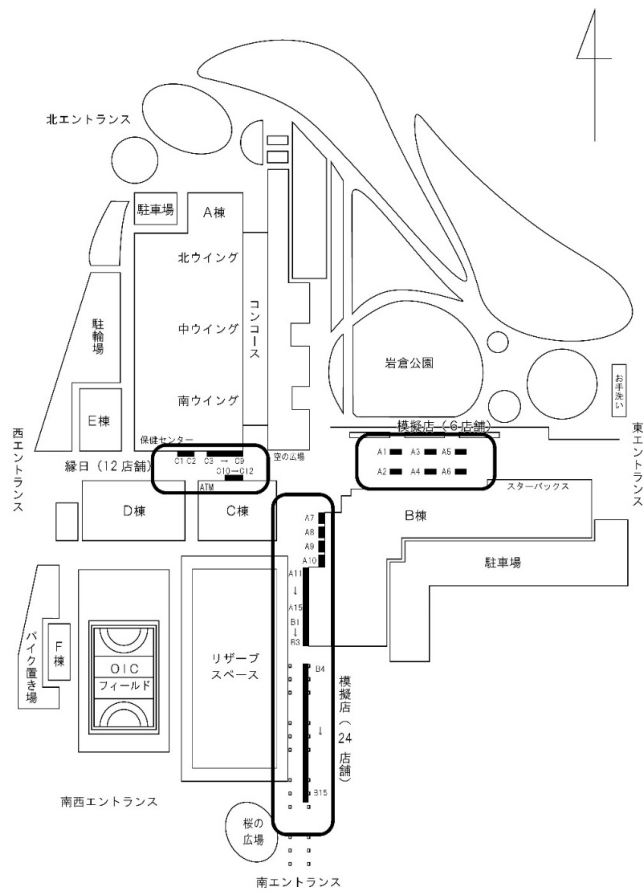 北エントランス
駐車場
A棟
北ウイング
中ウイング
南ウイング
コンコース
駐輪場
E棟
岩倉公園
お手洗い
東エントランス
西エントランス
保健センター
縁日（12店舗）
C1 C2 C3 → C9
C10→C12
ATM
空の広場
模擬店（6店舗）
A1 A3 A5
A2 A4 A6
スターバックス
D棟
C棟
B棟
駐車場
A7
A8
A9
A10
A11
↓
A15
B1
↓
B3
B4
↓
B15
模擬店（24店舗）
リザーブ
スペース
バイク置き場
F棟
OIC
フィールド
南西エントランス
桜の
広場
南エントランス